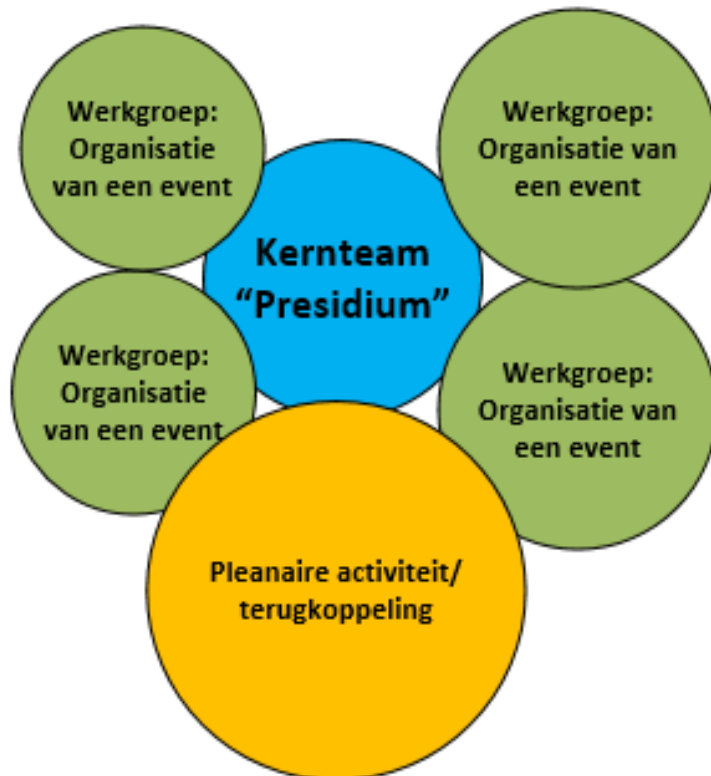 Werkgroep:
Organisatie
van een event
Werkgroep:
Organisatie van
een event
Kernteam
“Presidium”
Werkgroep:
Organisatie
van een event
Werkgroep:
Organisatie van
een event
Pleanaire activiteit/
terugkoppeling